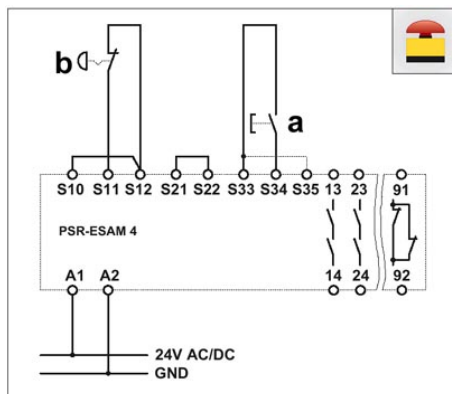 b
a
S10 S11 S12 S21 S22 S33 S34 S35 13 23 91
PSR-ESAM 4
A1 A2 14 24 92
24V AC/DC
GND